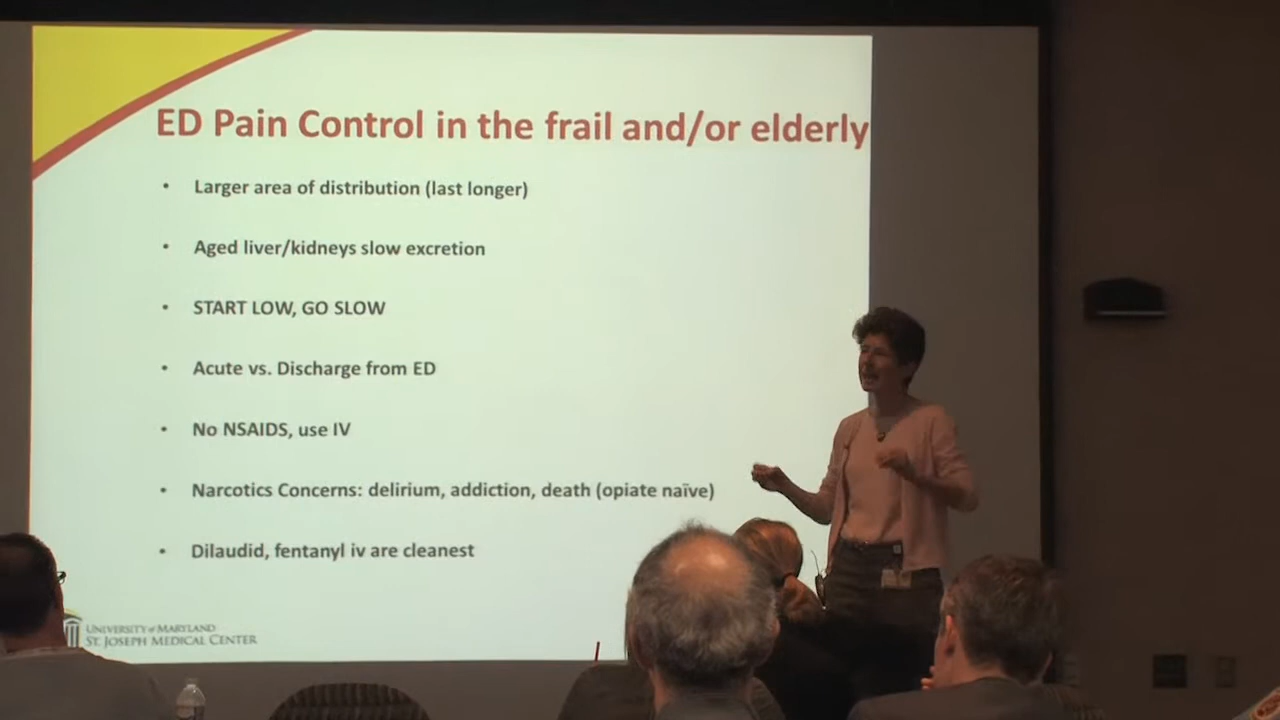 ED Pain Control in the frail and/or elderly
• Larger area of distribution (last longer)
• Aged liver/kidneys slow excretion
• START LOW, GO SLOW
• Acute vs. Discharge from ED
• No NSAIDS, use IV
• Narcotics Concerns: delirium, addiction, death (opiate naïve)
• Dilaudid, fentanyl iv are cleanest
UNIVERSITY of MARYLAND
ST. JOSEPH MEDICAL CENTER